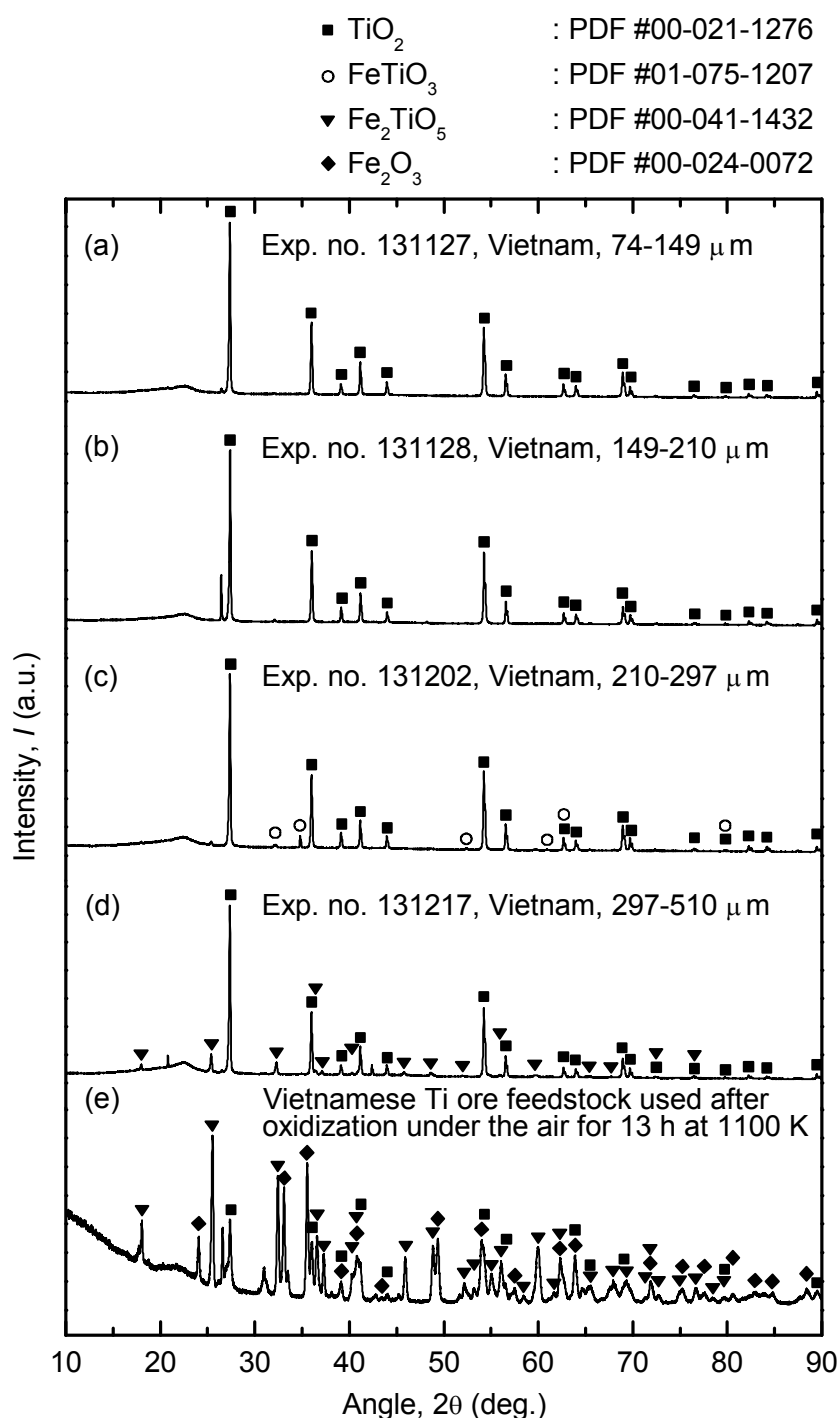 ■ TiO₂ : PDF #00-021-1276
○ FeTiO₃ : PDF #01-075-1207
▼ Fe₂TiO₅ : PDF #00-041-1432
◆ Fe₂O₃ : PDF #00-024-0072
(a) Exp. no. 131127, Vietnam, 74-149 μm
(b) Exp. no. 131128, Vietnam, 149-210 μm
(c) Exp. no. 131202, Vietnam, 210-297 μm
(d) Exp. no. 131217, Vietnam, 297-510 μm
(e) Vietnamese Ti ore feedstock used after
oxidization under the air for 13 h at 1100 K
Intensity, I (a.u.)
10 20 30 40 50 60 70 80 90
Angle, 2θ (deg.)